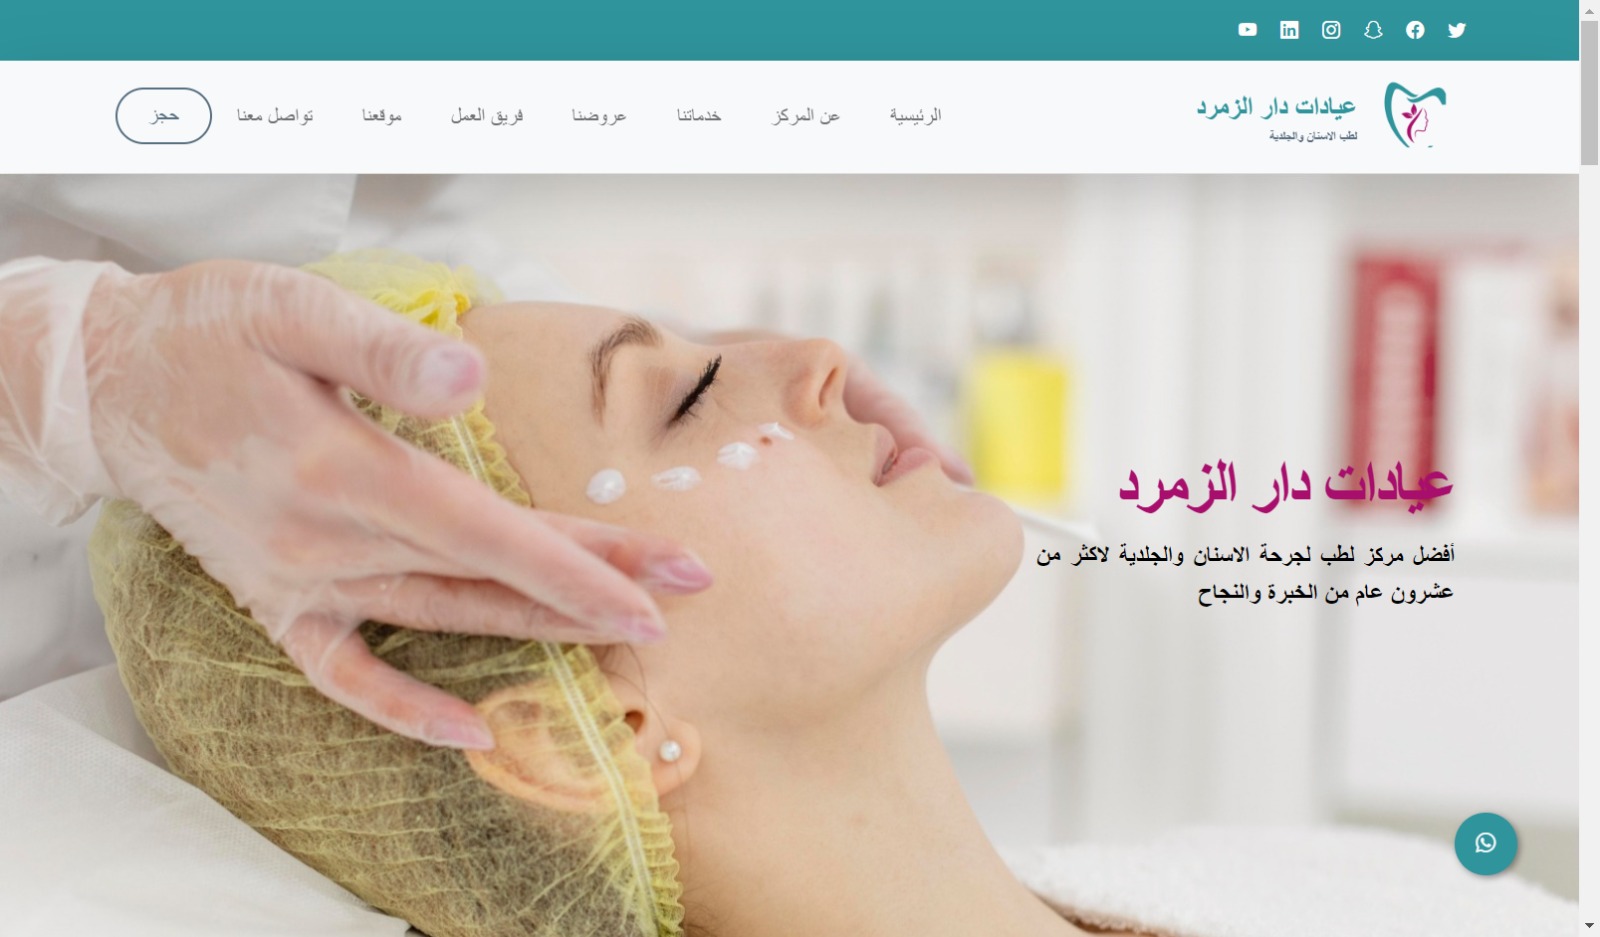 عيادات دار الزمرد
لطب الاسنان والجلدية
الرئيسية
عن المركز
خدماتنا
عروضنا
فريق العمل
موقعنا
تواصل معنا
حجز
عيادات دار الزمرد
أفضل مركز لطب لجرحة الاسنان والجلدية لاكثر من
عشرون عام من الخبرة والنجاح